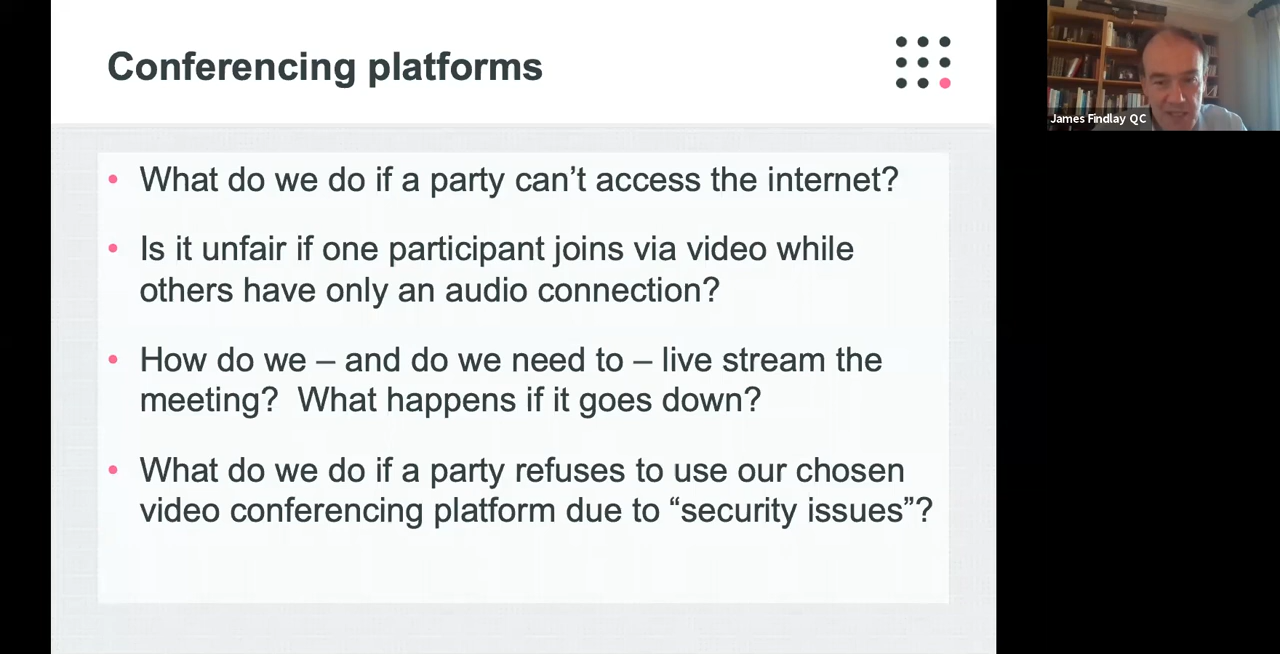 Conferencing platforms
James Findlay QC
• What do we do if a party can’t access the internet?
• Is it unfair if one participant joins via video while
others have only an audio connection?
• How do we – and do we need to – live stream the
meeting?  What happens if it goes down?
• What do we do if a party refuses to use our chosen
video conferencing platform due to “security issues”?